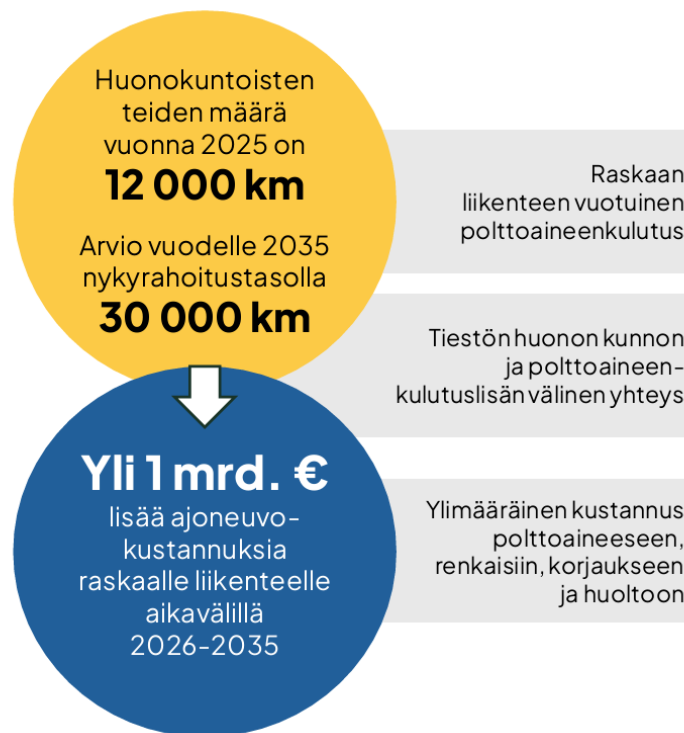 Huonokuntoisten
teiden määrä
vuonna 2025 on
12 000 km
Arvio vuodelle 2035
nykyrahoitustasolla
30 000 km
Raskaan
liikenteen vuotuinen
polttoaineenkulutus
Tiestön huonon kunnon
ja polttoaineen-
kulutuslisän välinen yhteys
Yli 1 mrd. €
lisää ajoneuvo-
kustannuksia
raskaalle liikenteelle
aikavälillä
2026-2035
Ylimääräinen kustannus
polttoaineeseen,
renkaisiin, korjaukseen
ja huoltoon